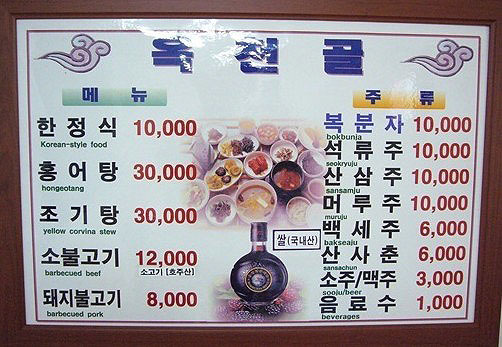 옥진골
메뉴
한정식 10,000
Korean-style food
홍어탕 30,000
hongeotang
조기탕 30,000
yellow corvina stew
소불고기 12,000
barbecued beef
소고기 [호주산]
돼지불고기 8,000
barbecued pork
쌀(국내산)
주류
복분자 10,000
bokbunja
석류주 10,000
seokryuju
산삼주 10,000
sansamju
머루주 10,000
muruju
백세주 6,000
bakseaju
산사춘 6,000
sansachun
소주/맥주 3,000
sooju/beer
음료수 1,000
beverages